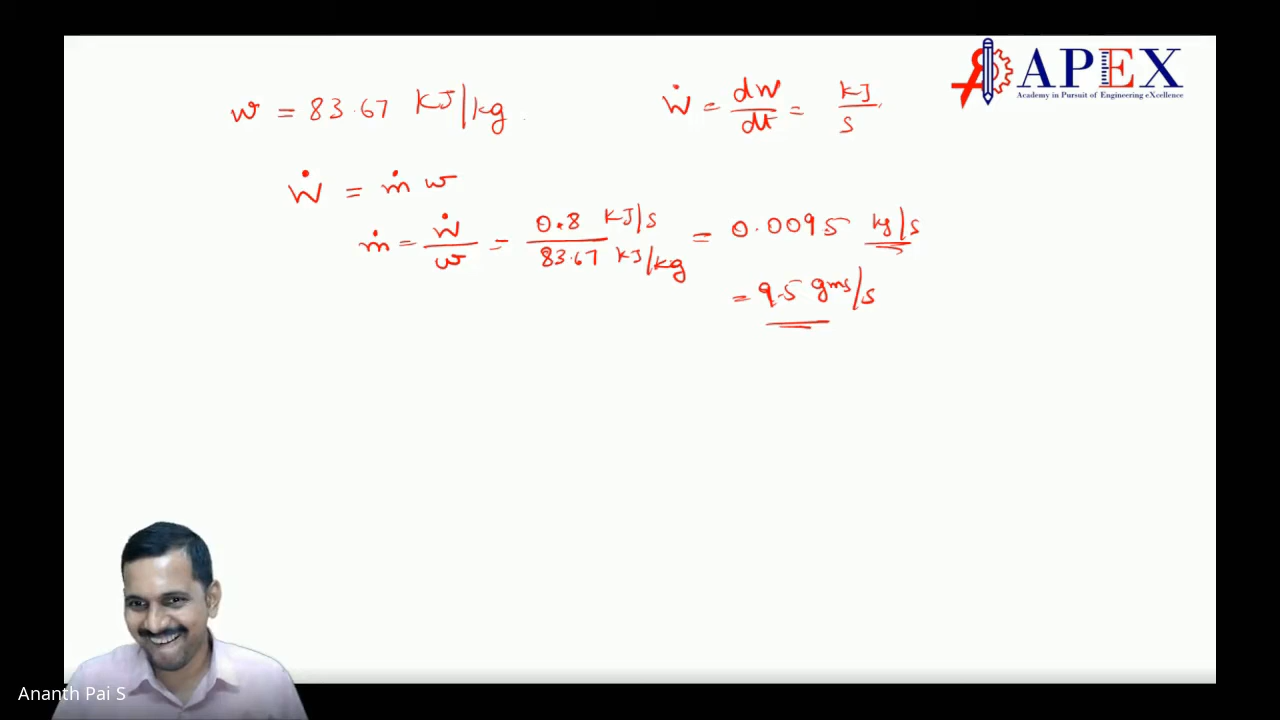 APEX
Academy in Pursuit of Engineering eXcellence
w = 83.67 KJ/kg
Ẇ = dW/dt = kJ/s
Ẇ = ṁ w
ṁ = Ẇ/w = 0.8 KJ/s / 83.67 KJ/kg = 0.0095 kg/s
= 9.5 gms/s
Ananth Pai S